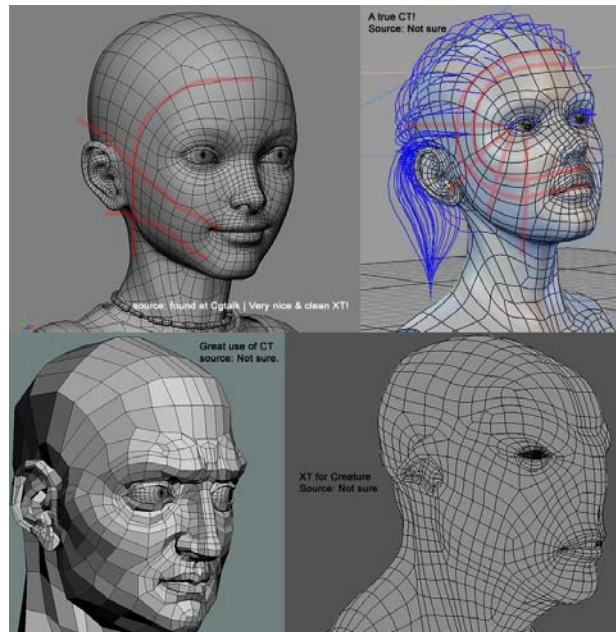 A true CT!
Source: Not sure
source: found at Cgtalk | Very nice & clean XT!
Great use of CT
source: Not sure.
XT for Creature
Source: Not sure